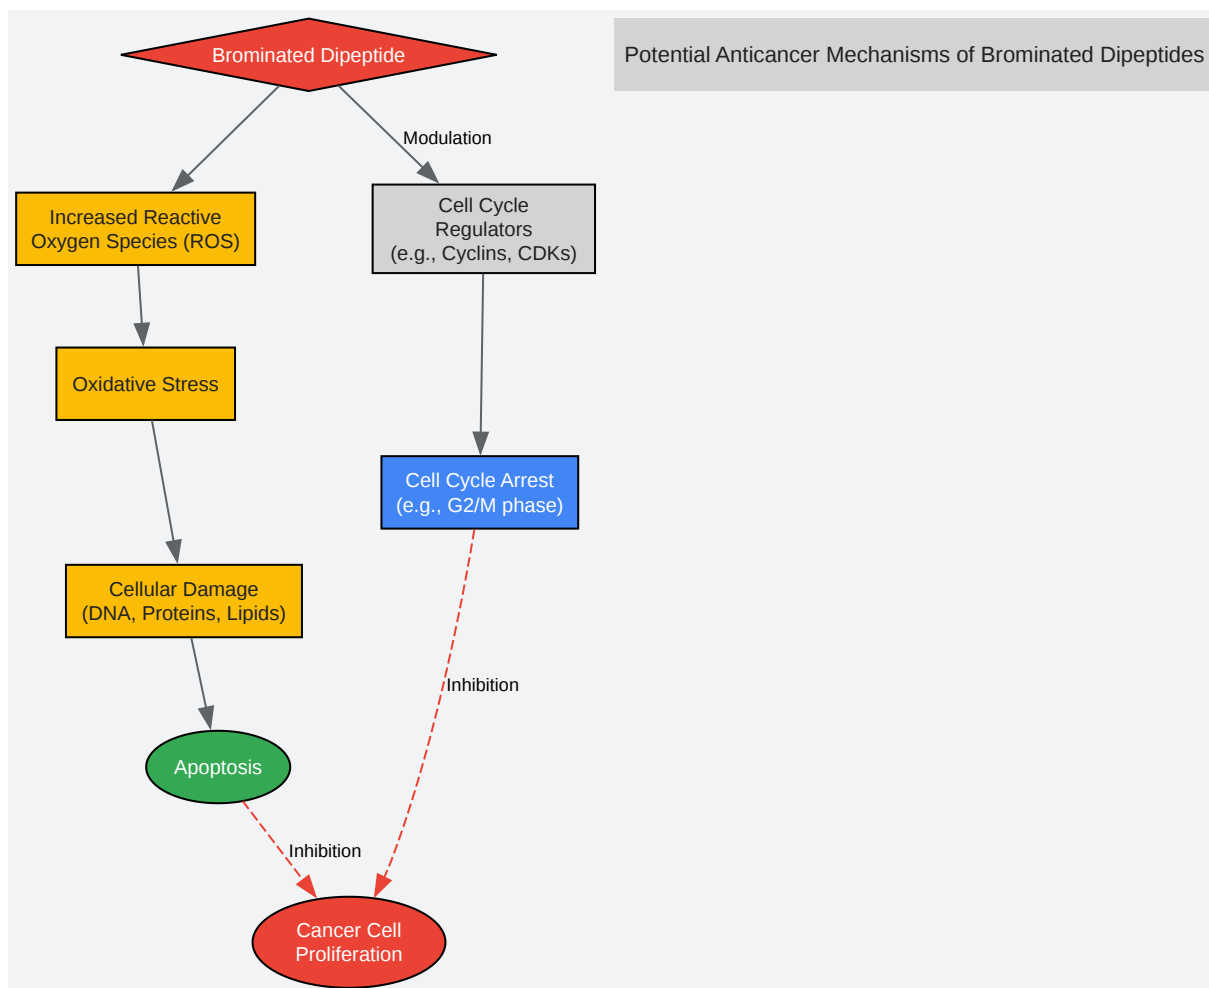 Brominated Dipeptide
Potential Anticancer Mechanisms of Brominated Dipeptides
Modulation
Increased Reactive
Oxygen Species (ROS)
Cell Cycle
Regulators
(e.g., Cyclins, CDKs)
Oxidative Stress
Cell Cycle Arrest
(e.g., G2/M phase)
Cellular Damage
(DNA, Proteins, Lipids)
Inhibition
Apoptosis
Inhibition
Cancer Cell
Proliferation